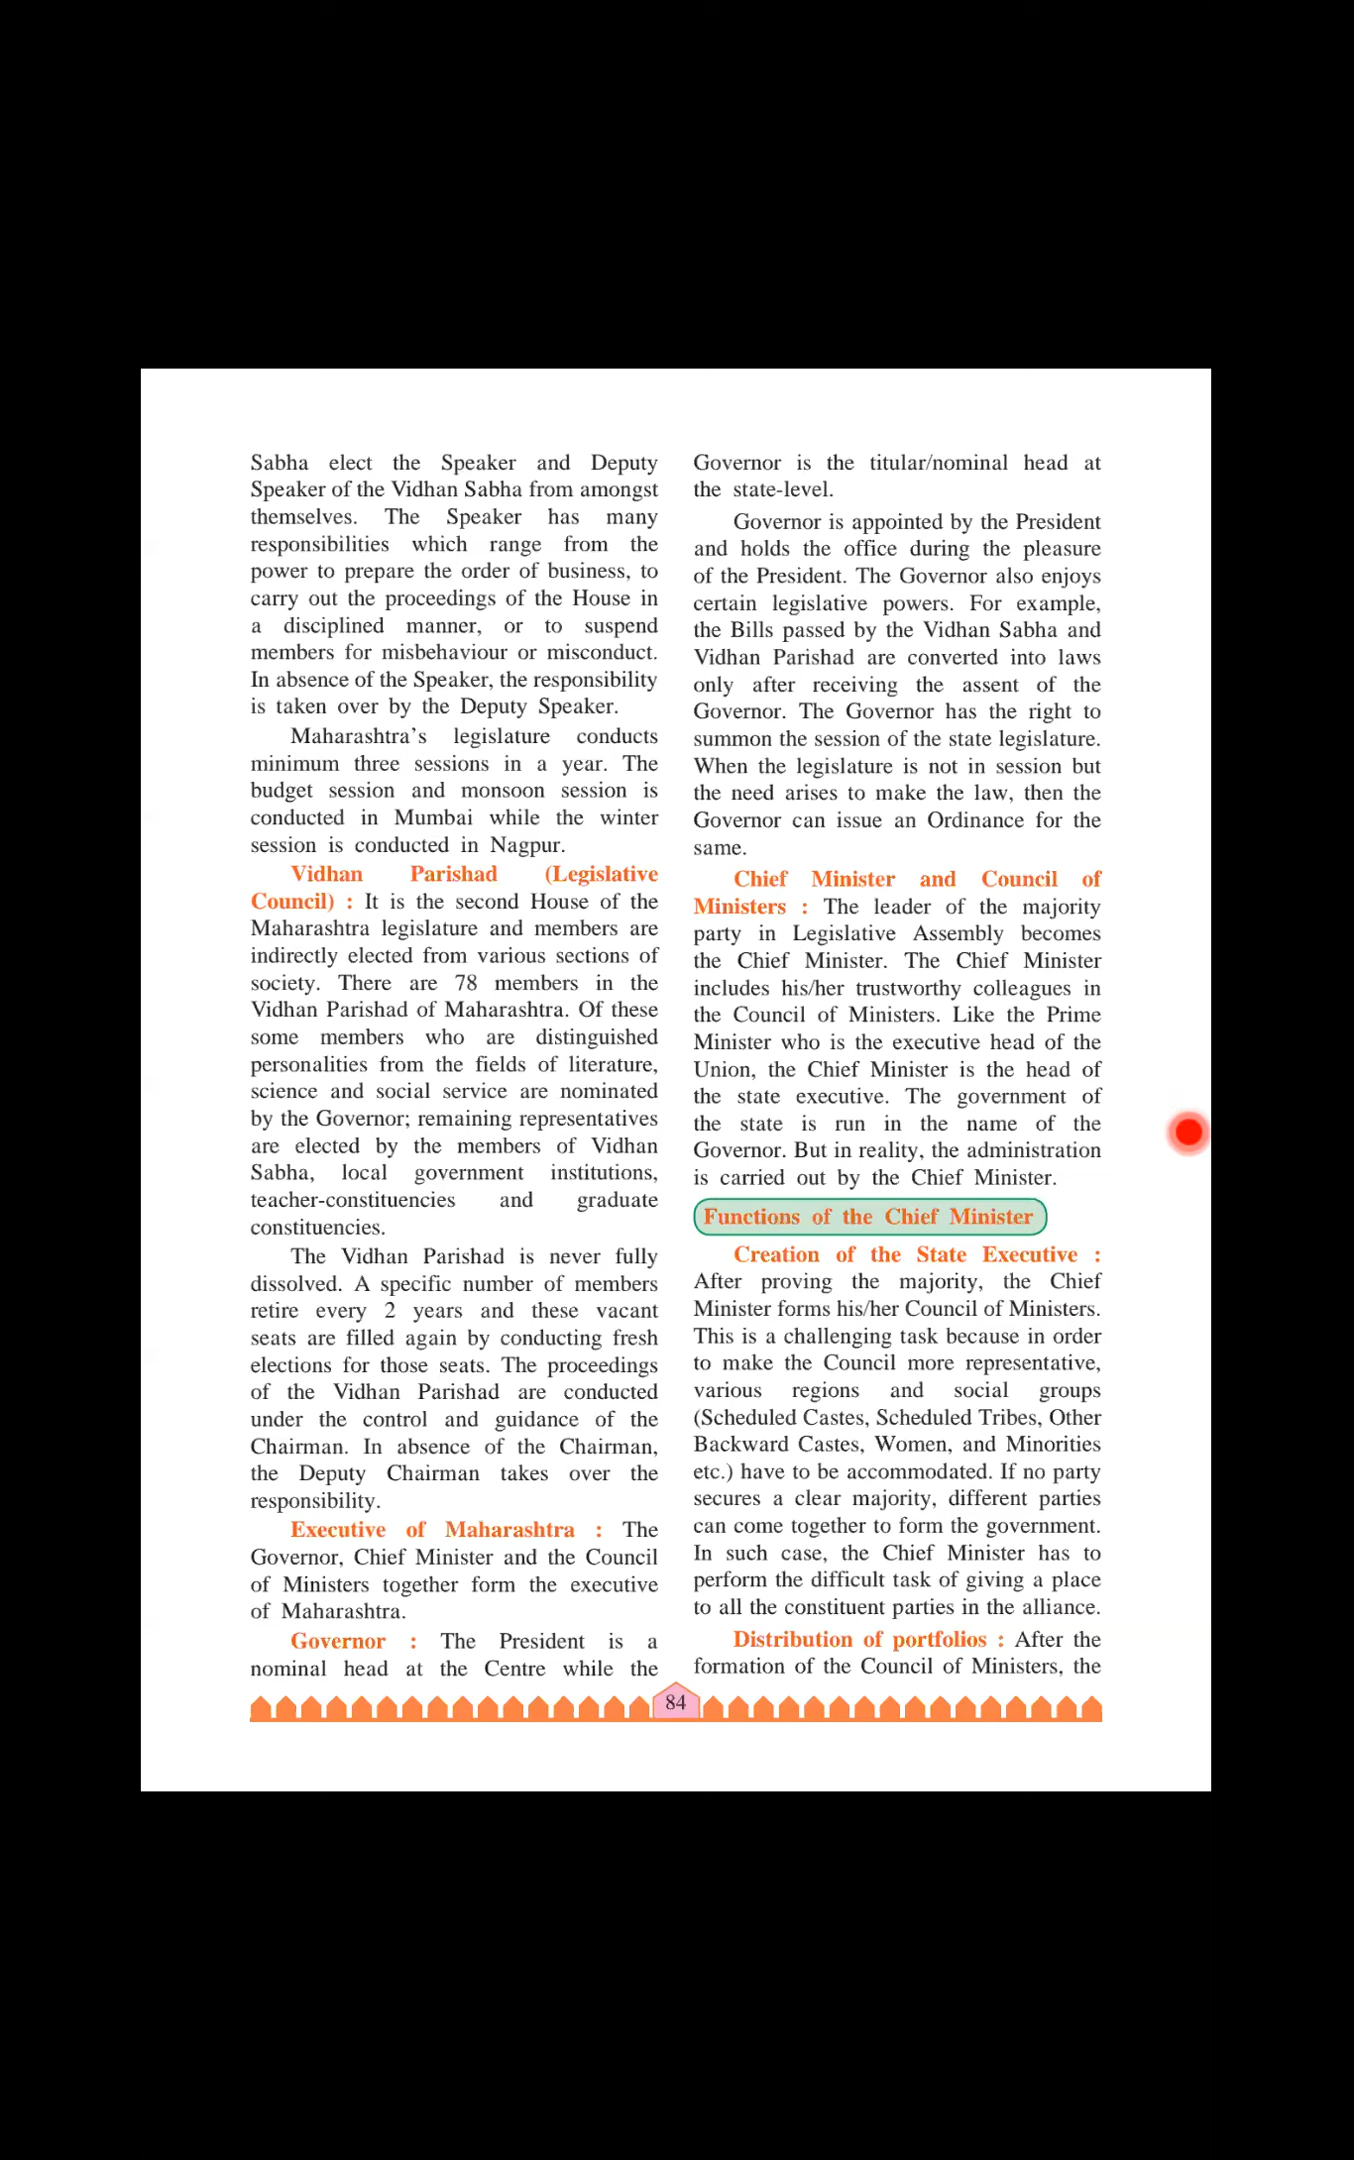 Sabha elect the Speaker and Deputy
Speaker of the Vidhan Sabha from amongst
themselves. The Speaker has many
responsibilities which range from the
power to prepare the order of business, to
carry out the proceedings of the House in
a disciplined manner, or to suspend
members for misbehaviour or misconduct.
In absence of the Speaker, the responsibility
is taken over by the Deputy Speaker.
Maharashtra’s legislature conducts
minimum three sessions in a year. The
budget session and monsoon session is
conducted in Mumbai while the winter
session is conducted in Nagpur.
Vidhan Parishad (Legislative
Council) : It is the second House of the
Maharashtra legislature and members are
indirectly elected from various sections of
society. There are 78 members in the
Vidhan Parishad of Maharashtra. Of these
some members who are distinguished
personalities from the fields of literature,
science and social service are nominated
by the Governor; remaining representatives
are elected by the members of Vidhan
Sabha, local government institutions,
teacher-constituencies and graduate
constituencies.
The Vidhan Parishad is never fully
dissolved. A specific number of members
retire every 2 years and these vacant
seats are filled again by conducting fresh
elections for those seats. The proceedings
of the Vidhan Parishad are conducted
under the control and guidance of the
Chairman. In absence of the Chairman,
the Deputy Chairman takes over the
responsibility.
Executive of Maharashtra : The
Governor, Chief Minister and the Council
of Ministers together form the executive
of Maharashtra.
Governor : The President is a
nominal head at the Centre while the
Governor is the titular/nominal head at
the state-level.
Governor is appointed by the President
and holds the office during the pleasure
of the President. The Governor also enjoys
certain legislative powers. For example,
the Bills passed by the Vidhan Sabha and
Vidhan Parishad are converted into laws
only after receiving the assent of the
Governor. The Governor has the right to
summon the session of the state legislature.
When the legislature is not in session but
the need arises to make the law, then the
Governor can issue an Ordinance for the
same.
Chief Minister and Council of
Ministers : The leader of the majority
party in Legislative Assembly becomes
the Chief Minister. The Chief Minister
includes his/her trustworthy colleagues in
the Council of Ministers. Like the Prime
Minister who is the executive head of the
Union, the Chief Minister is the head of
the state executive. The government of
the state is run in the name of the
Governor. But in reality, the administration
is carried out by the Chief Minister.
Functions of the Chief Minister
Creation of the State Executive :
After proving the majority, the Chief
Minister forms his/her Council of Ministers.
This is a challenging task because in order
to make the Council more representative,
various regions and social groups
(Scheduled Castes, Scheduled Tribes, Other
Backward Castes, Women, and Minorities
etc.) have to be accommodated. If no party
secures a clear majority, different parties
can come together to form the government.
In such case, the Chief Minister has to
perform the difficult task of giving a place
to all the constituent parties in the alliance.
Distribution of portfolios : After the
formation of the Council of Ministers, the
84